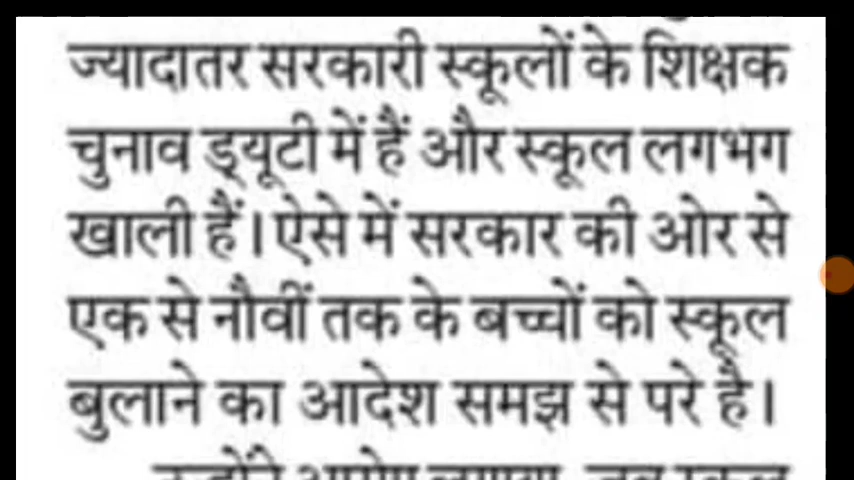 ज्यादातर सरकारी स्कूलों के शिक्षक
चुनाव ड्यूटी में हैं और स्कूल लगभग
खाली हैं। ऐसे में सरकार की ओर से
एक से नौवीं तक के बच्चों को स्कूल
बुलाने का आदेश समझ से परे है।